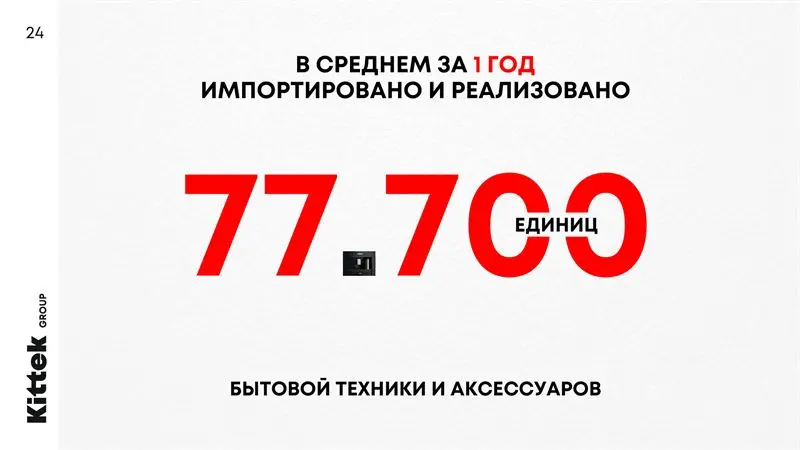 24
В СРЕДНЕМ ЗА 1 ГОД
ИМПОРТИРОВАНО И РЕАЛИЗОВАНО
77.700
ЕДИНИЦ
БЫТОВОЙ ТЕХНИКИ И АКСЕССУАРОВ
Kittek GROUP